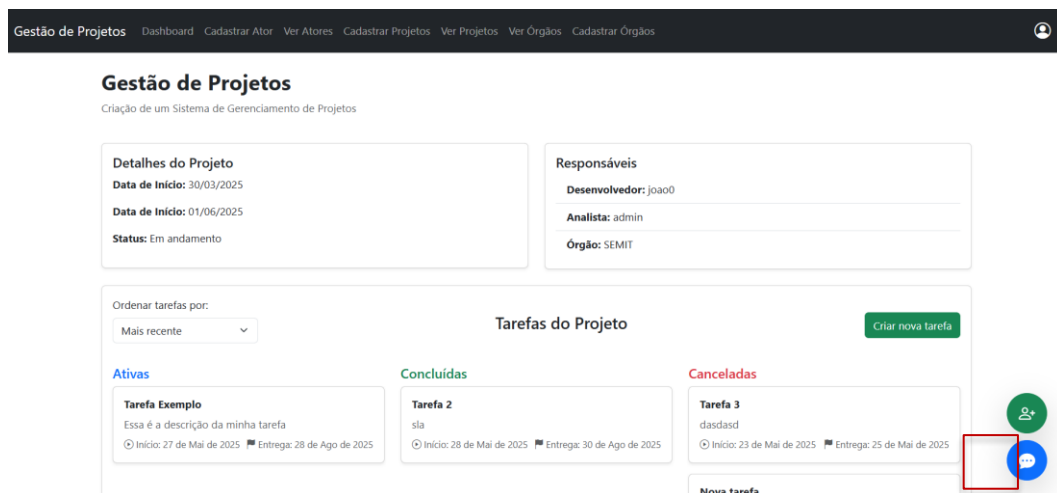 Gestão de Projetos Dashboard Cadastrar Ator Ver Atores Cadastrar Projetos Ver Projetos Ver Órgãos Cadastrar Órgãos
Gestão de Projetos
Criação de um Sistema de Gerenciamento de Projetos
Detalhes do Projeto
Data de Início: 30/03/2025
Data de Início: 01/06/2025
Status: Em andamento
Responsáveis
Desenvolvedor: joao0
Analista: admin
Órgão: SEMIT
Ordenar tarefas por:
Mais recente
Tarefas do Projeto
Criar nova tarefa
Ativas
Tarefa Exemplo
Essa é a descrição da minha tarefa
Início: 27 de Mai de 2025 Entrega: 28 de Ago de 2025
Concluídas
Tarefa 2
sla
Início: 28 de Mai de 2025 Entrega: 30 de Ago de 2025
Canceladas
Tarefa 3
dasdasd
Início: 23 de Mai de 2025 Entrega: 25 de Mai de 2025
Nova tarefa